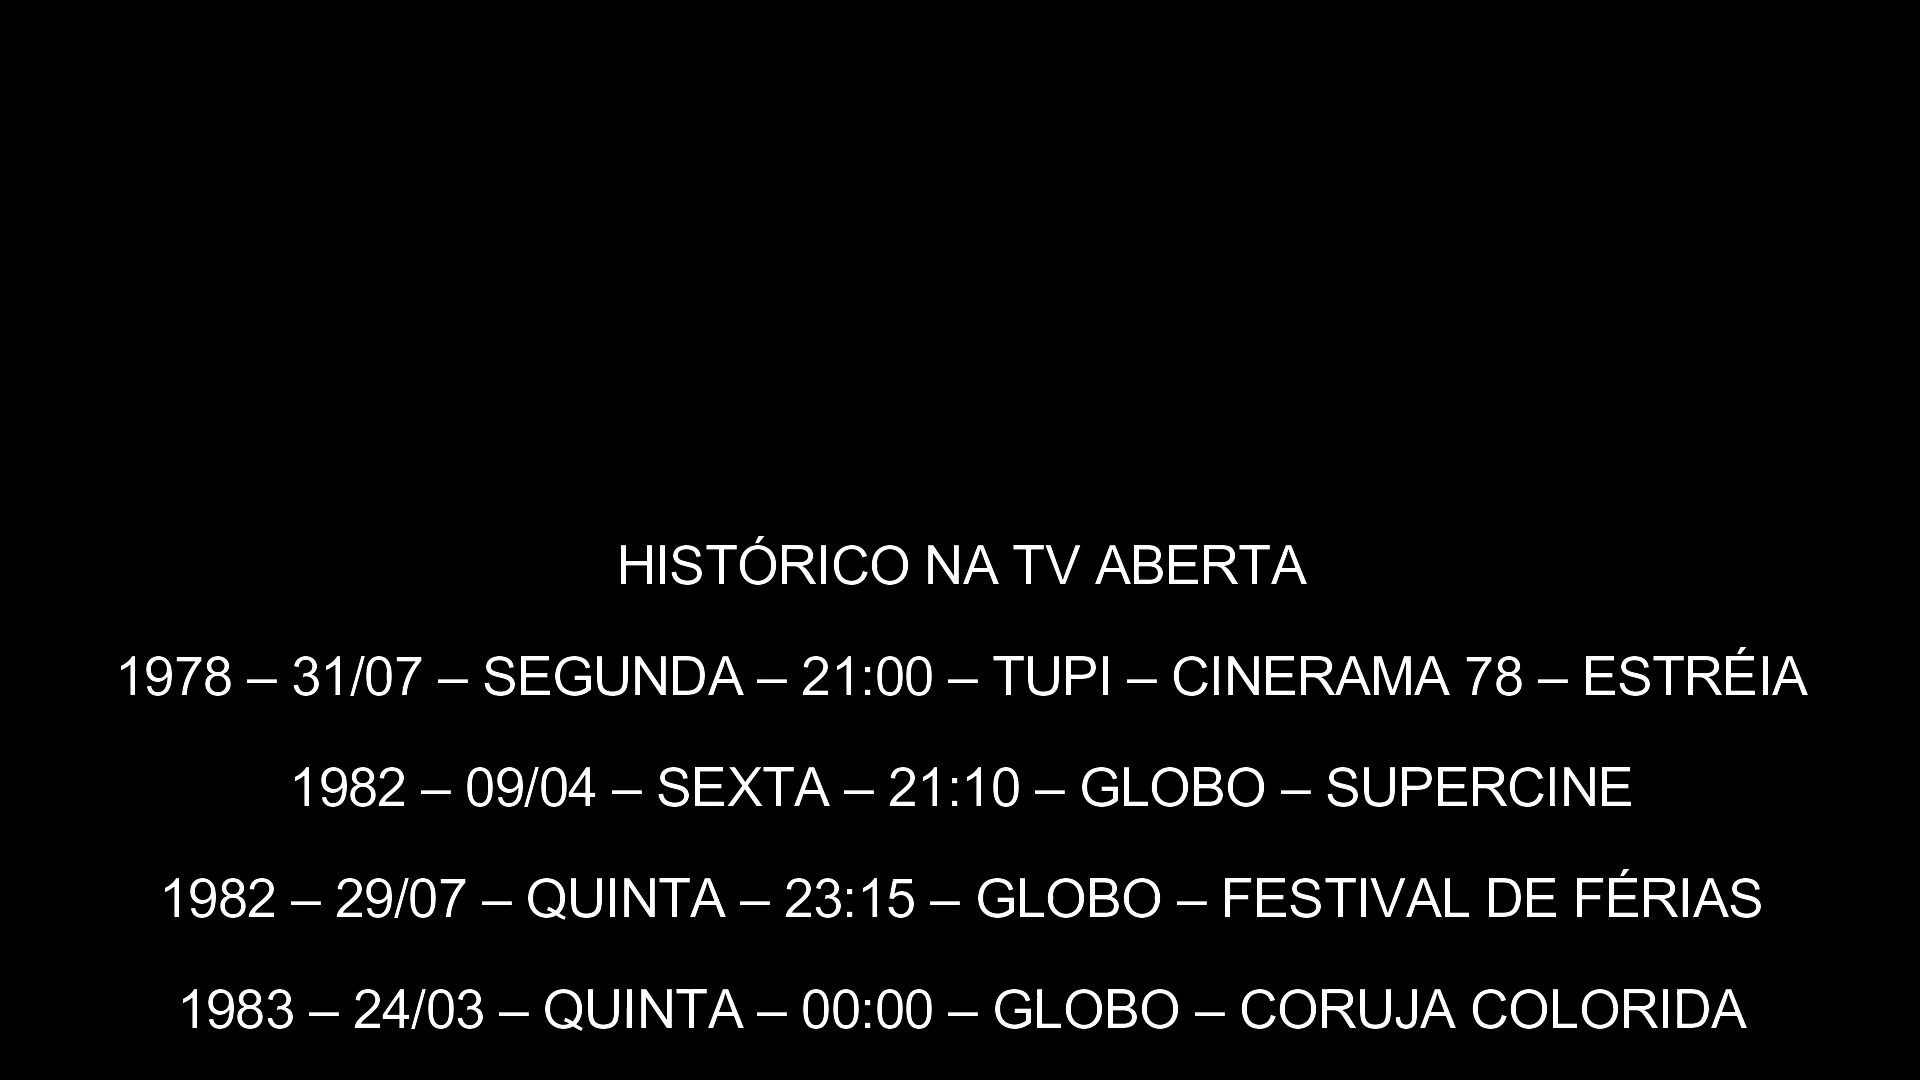 HISTÓRICO NA TV ABERTA
1978 – 31/07 – SEGUNDA – 21:00 – TUPI – CINERAMA 78 – ESTRÉIA
1982 – 09/04 – SEXTA – 21:10 – GLOBO – SUPERCINE
1982 – 29/07 – QUINTA – 23:15 – GLOBO – FESTIVAL DE FÉRIAS
1983 – 24/03 – QUINTA – 00:00 – GLOBO – CORUJA COLORIDA